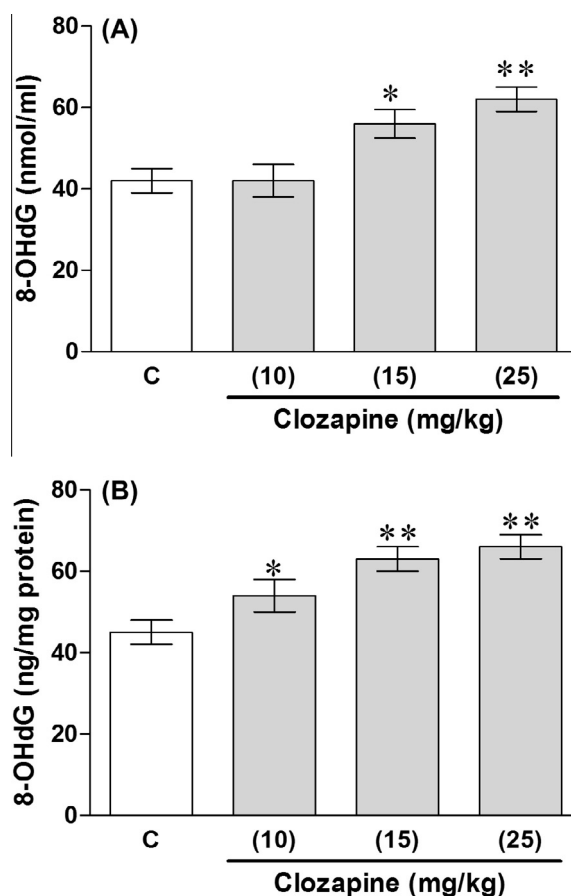 (A)
80
60
40
20
0
8-OHdG (nmol/ml)
*
**
C (10) (15) (25)
Clozapine (mg/kg)
(B)
80
60
40
20
0
8-OHdG (ng/mg protein)
*
**
**
C (10) (15) (25)
Clozapine (mg/kg)